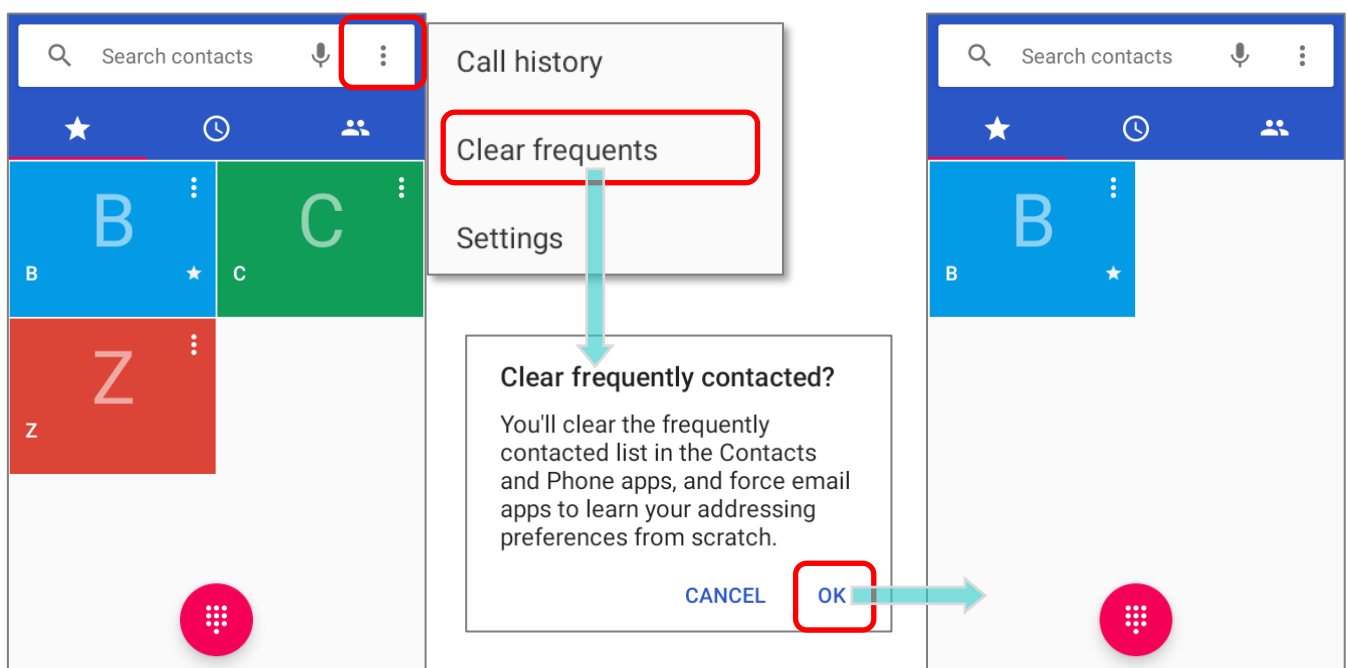 Search contacts
B
B
C
C
Z
Z
Call history
Clear frequents
Settings
Clear frequently contacted?
You'll clear the frequently
contacted list in the Contacts
and Phone apps, and force email
apps to learn your addressing
preferences from scratch.
CANCEL OK
Search contacts
B
B